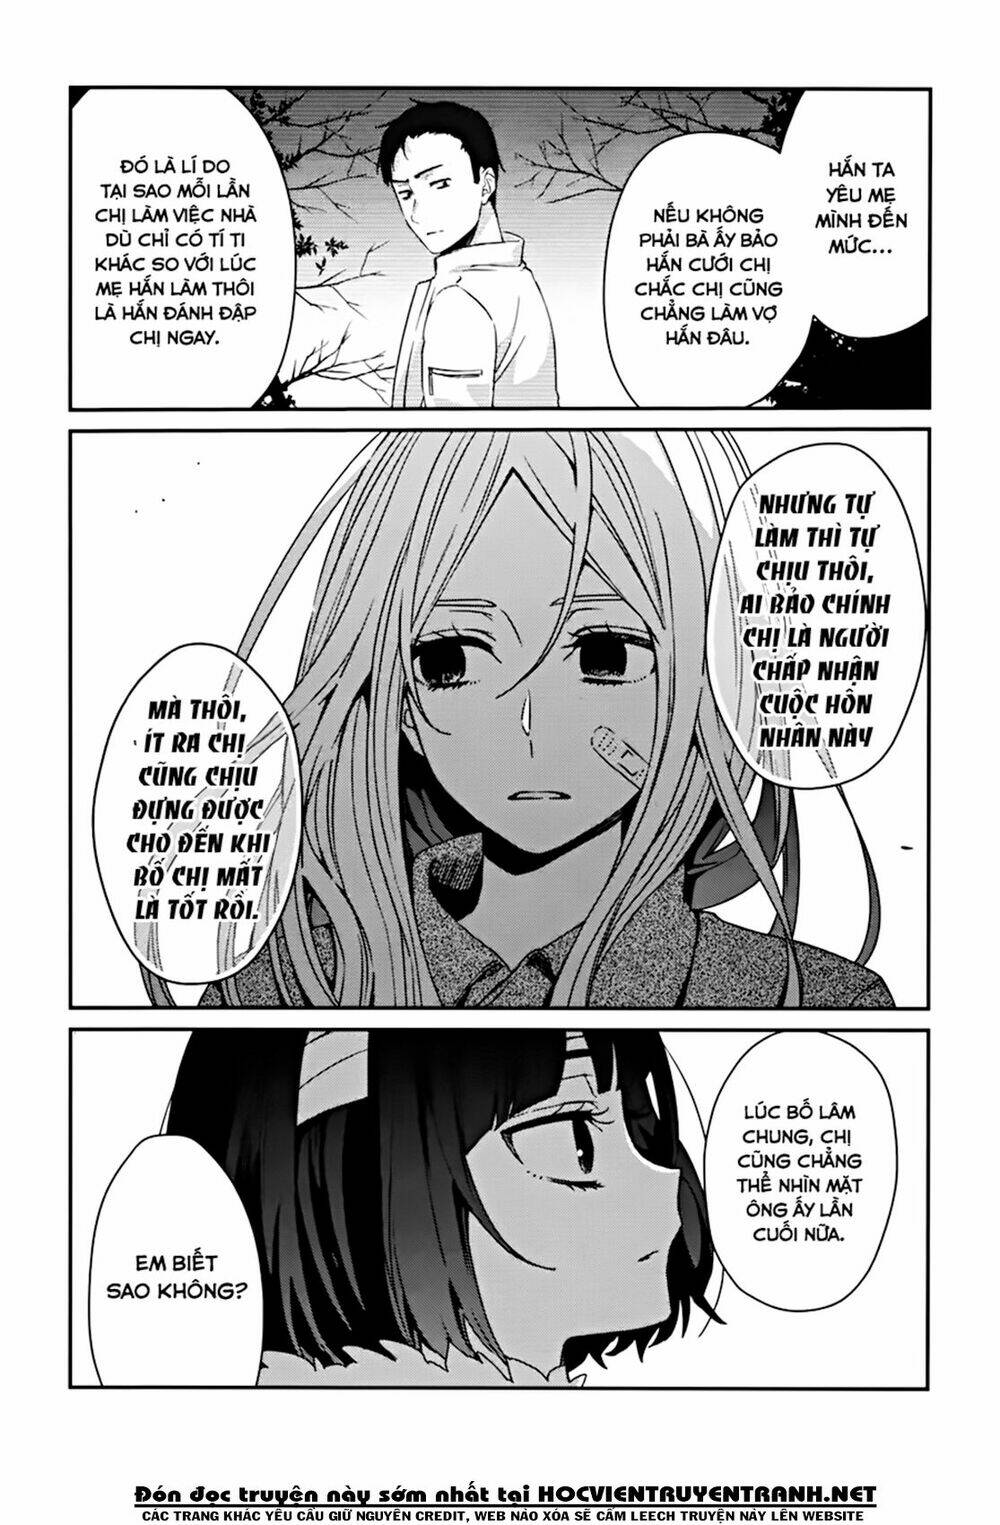 HẮN TA
YÊU MẸ
MÌNH ĐẾN
MỨC...
NẾU KHÔNG
PHẢI BÀ ẤY BẢO
HẮN CƯỚI CHỊ
CHẮC CHỊ CŨNG
CHẲNG LÀM VỢ
HẮN ĐÂU.
ĐÓ LÀ LÍ DO
TẠI SAO MỖI LẦN
CHỊ LÀM VIỆC NHÀ
DÙ CHỈ CÓ TÍ TI
KHÁC SO VỚI LÚC
MẸ HẮN LÀM THÔI
LÀ HẮN ĐÁNH ĐẬP
CHỊ NGAY.
NHƯNG TỰ
LÀM THÌ TỰ
CHỊU THÔI,
AI BẢO CHÍNH
CHỊ LÀ NGƯỜI
CHẤP NHẬN
CUỘC HÔN
NHÂN NÀY
MÀ THÔI,
ÍT RA CHỊ
CŨNG CHỊU
ĐỰNG ĐƯỢC
CHO ĐẾN KHI
BỐ CHỊ MẤT
LÀ TỐT RỒI.
LÚC BỐ LÂM
CHUNG, CHỊ
CŨNG CHẲNG
THỂ NHÌN MẶT
ÔNG ẤY LẦN
CUỐI NỮA.
EM BIẾT
SAO KHÔNG?
Đón đọc truyện này sớm nhất tại HOCVIENTRUYENTRANH.NET
CÁC TRANG KHÁC YÊU CẦU GIỮ NGUYÊN CREDIT, WEB NÀO XÓA SẼ CẤM LEECH TRUYỆN NÀY LÊN WEBSITE